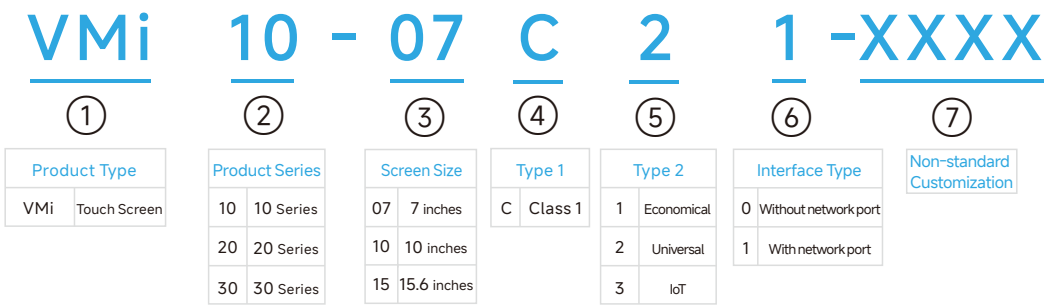 VMi 10 - 07 C 2 1 -XXXX
① ② ③ ④ ⑤ ⑥ ⑦
Product Type
VMi Touch Screen
Product Series
10 10 Series
20 20 Series
30 30 Series
Screen Size
07 7 inches
10 10 inches
15 15.6 inches
Type 1
C Class 1
Type 2
1 Economical
2 Universal
3 IoT
Interface Type
0 Without network port
1 With network port
Non-standard
Customization